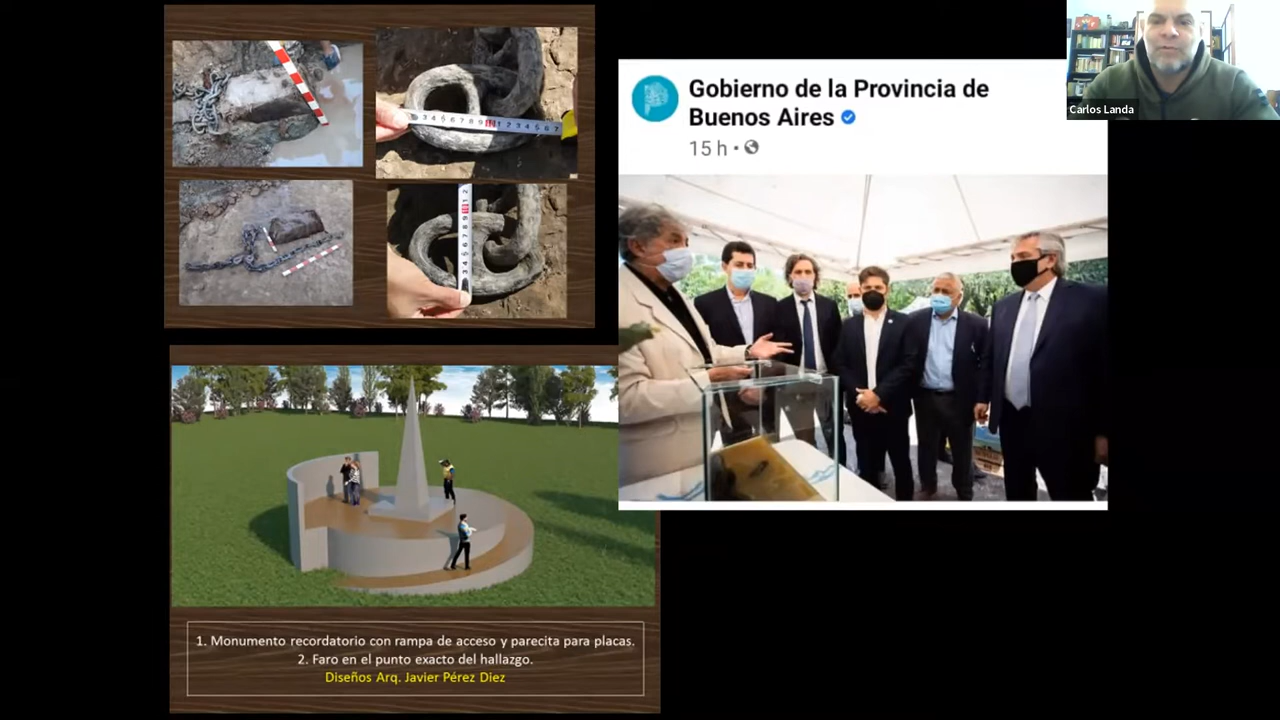 Gobierno de la Provincia de
Buenos Aires
15 h
Carlos Landa
1. Monumento recordatorio con rampa de acceso y parecita para placas.
2. Faro en el punto exacto del hallazgo.
Diseños Arq. Javier Pérez Diez